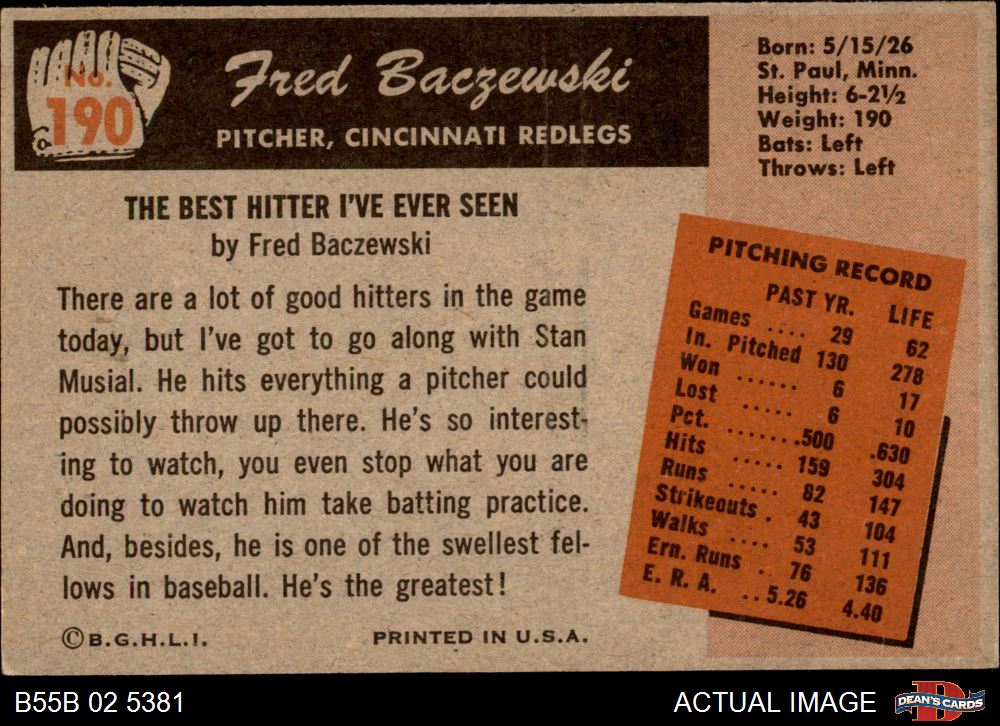 No.
190
Fred Baczewski
PITCHER, CINCINNATI REDLEGS
Born: 5/15/26
St. Paul, Minn.
Height: 6-2½
Weight: 190
Bats: Left
Throws: Left
THE BEST HITTER I'VE EVER SEEN
by Fred Baczewski
There are a lot of good hitters in the game
today, but I've got to go along with Stan
Musial. He hits everything a pitcher could
possibly throw up there. He's so interest-
ing to watch, you even stop what you are
doing to watch him take batting practice.
And, besides, he is one of the swellest fel-
lows in baseball. He's the greatest!
©B.G.H.L.I. PRINTED IN U.S.A.
PITCHING RECORD
PAST YR. LIFE
Games .... 29 62
In. Pitched 130 278
Won ...... 6 17
Lost ..... 6 10
Pct. .......500 .630
Hits ..... 159 304
Runs ..... 82 147
Strikeouts . 43 104
Walks .... 53 111
Ern. Runs . 76 136
E. R. A. ..5.26 4.40
B55B 02 5381
ACTUAL IMAGE
D
DEAN'S CARDS